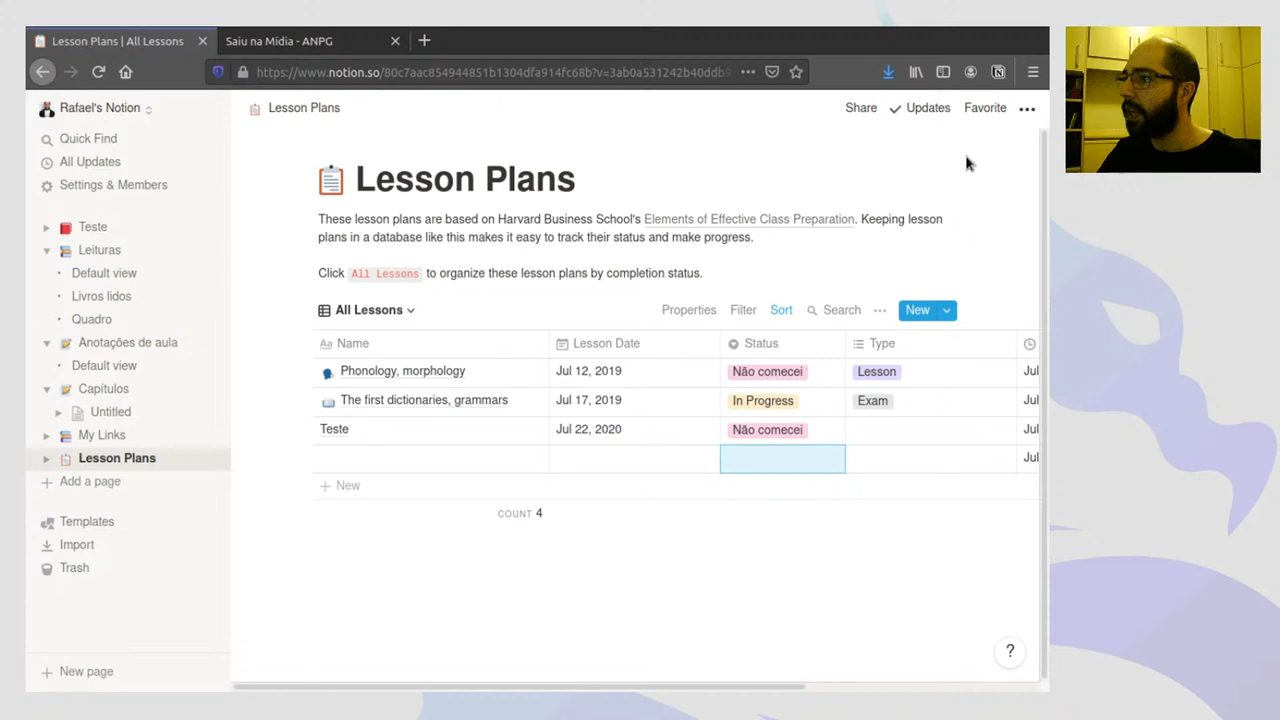 Lesson Plans | All Lessons
Saiu na Mídia - ANPG
https://www.notion.so/80c7aac854944851b1304dfa914fc68b?v=3ab0a531242b40ddb9
Rafael's Notion
Lesson Plans
Share
Updates
Favorite
Quick Find
All Updates
Settings & Members
Teste
Leituras
Default view
Livros lidos
Quadro
Anotações de aula
Default view
Capítulos
Untitled
My Links
Lesson Plans
Add a page
Templates
Import
Trash
New page
Lesson Plans
These lesson plans are based on Harvard Business School's Elements of Effective Class Preparation. Keeping lesson
plans in a database like this makes it easy to track their status and make progress.
Click All Lessons to organize these lesson plans by completion status.
All Lessons
Properties Filter Sort Search New
Aa Name Lesson Date Status Type
Phonology, morphology Jul 12, 2019 Não comecei Lesson Jul
The first dictionaries, grammars Jul 17, 2019 In Progress Exam Jul
Teste Jul 22, 2020 Não comecei Jul
Jul
+ New
COUNT 4
?